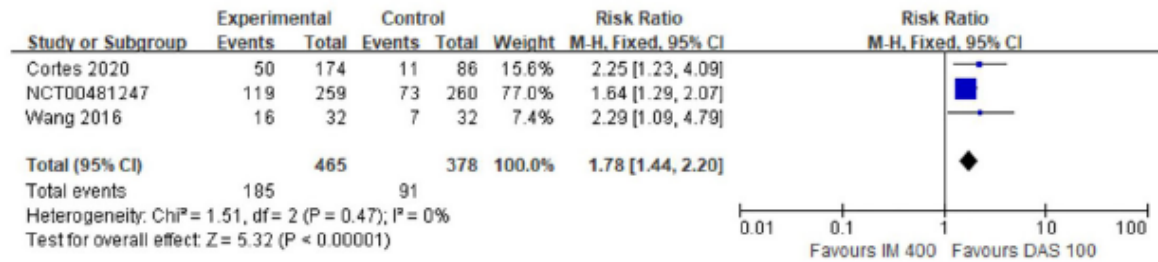 Experimental Control Risk Ratio Risk Ratio
Study or Subgroup Events Total Events Total Weight M-H, Fixed, 95% CI M-H, Fixed, 95% CI
Cortes 2020 50 174 11 86 15.6% 2.25 [1.23, 4.09]
NCT00481247 119 259 73 260 77.0% 1.64 [1.29, 2.07]
Wang 2016 16 32 7 32 7.4% 2.29 [1.09, 4.79]
Total (95% CI) 465 378 100.0% 1.78 [1.44, 2.20]
Total events 185 91
Heterogeneity: Chi² = 1.51, df = 2 (P = 0.47); I² = 0%
Test for overall effect: Z = 5.32 (P < 0.00001)
0.01 0.1 1 10 100
Favours IM 400 Favours DAS 100